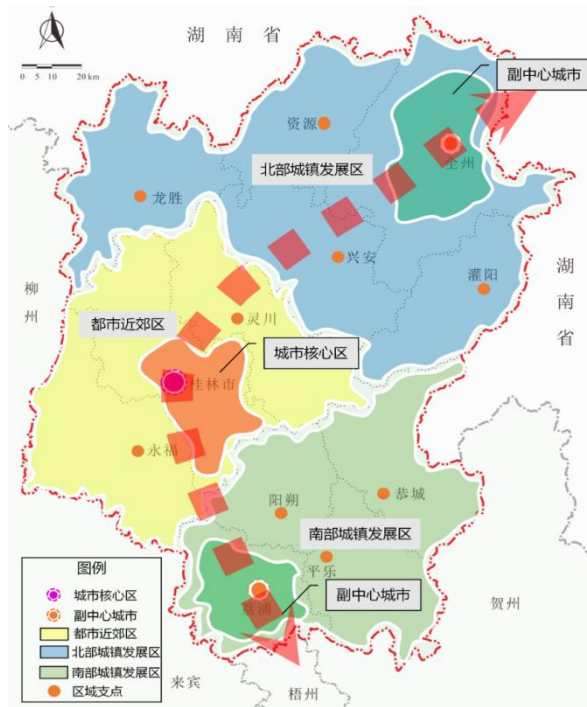 湖南省
副中心城市
0 5 10 20 km
资源
全州
北部城镇发展区
龙胜
兴安
灌阳
湖南省
柳州
都市近郊区
灵川
城市核心区
桂林市
永福
阳朔
恭城
南部城镇发展区
平乐
荔浦
副中心城市
贺州
来宾
梧州
图例
城市核心区
副中心城市
都市近郊区
北部城镇发展区
南部城镇发展区
区域支点